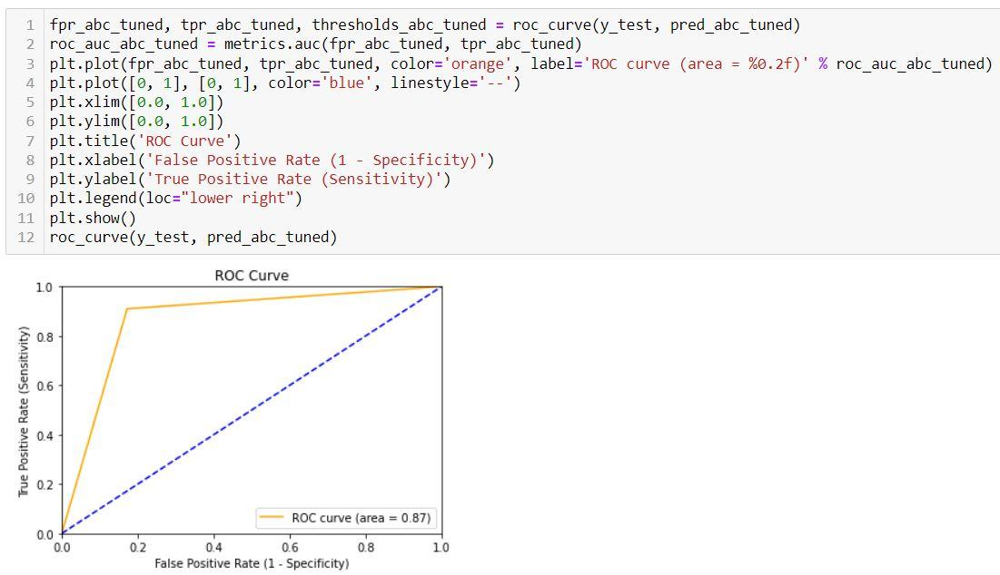 1 fpr_abc_tuned, tpr_abc_tuned, thresholds_abc_tuned = roc_curve(y_test, pred_abc_tuned)
2 roc_auc_abc_tuned = metrics.auc(fpr_abc_tuned, tpr_abc_tuned)
3 plt.plot(fpr_abc_tuned, tpr_abc_tuned, color='orange', label='ROC curve (area = %0.2f)' % roc_auc_abc_tuned)
4 plt.plot([0, 1], [0, 1], color='blue', linestyle='--')
5 plt.xlim([0.0, 1.0])
6 plt.ylim([0.0, 1.0])
7 plt.title('ROC Curve')
8 plt.xlabel('False Positive Rate (1 - Specificity)')
9 plt.ylabel('True Positive Rate (Sensitivity)')
10 plt.legend(loc="lower right")
11 plt.show()
12 roc_curve(y_test, pred_abc_tuned)
ROC Curve
True Positive Rate (Sensitivity)
1.0
0.8
0.6
0.4
0.2
0.0
ROC curve (area = 0.87)
0.0 0.2 0.4 0.6 0.8 1.0
False Positive Rate (1 - Specificity)